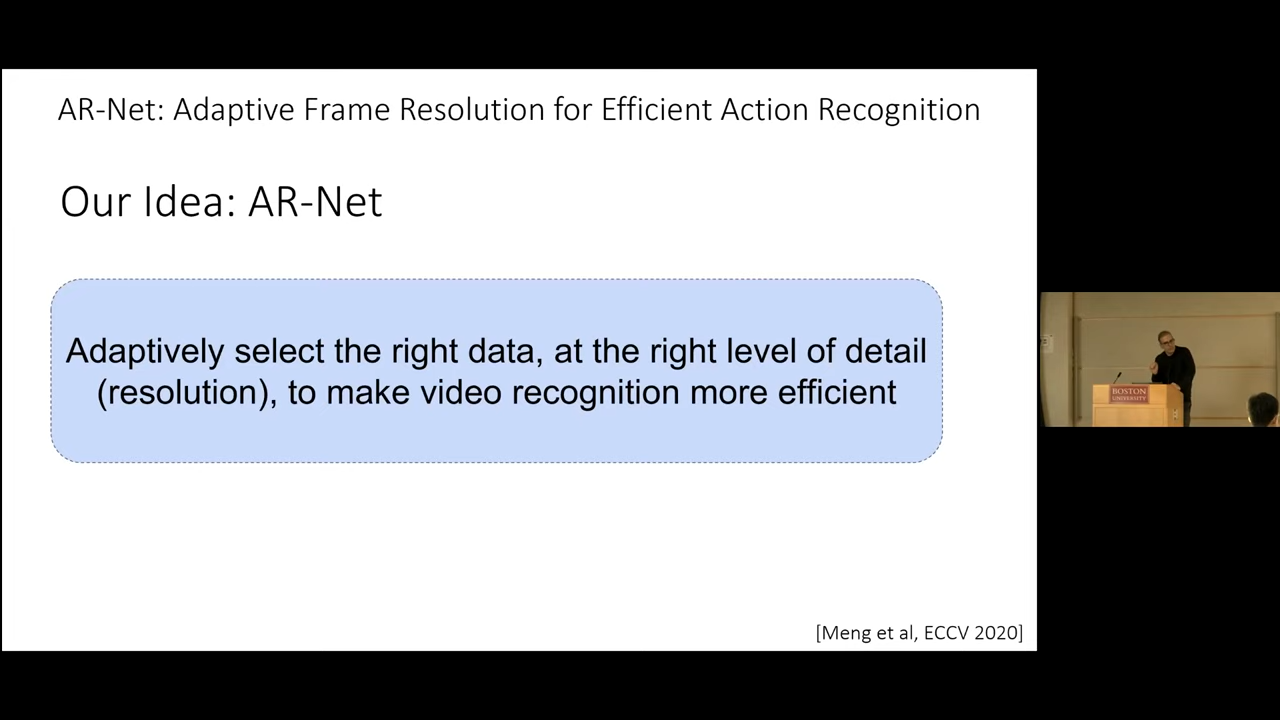 AR-Net: Adaptive Frame Resolution for Efficient Action Recognition
Our Idea: AR-Net
Adaptively select the right data, at the right level of detail
(resolution), to make video recognition more efficient
[Meng et al, ECCV 2020]
BOSTON
UNIVERSITY